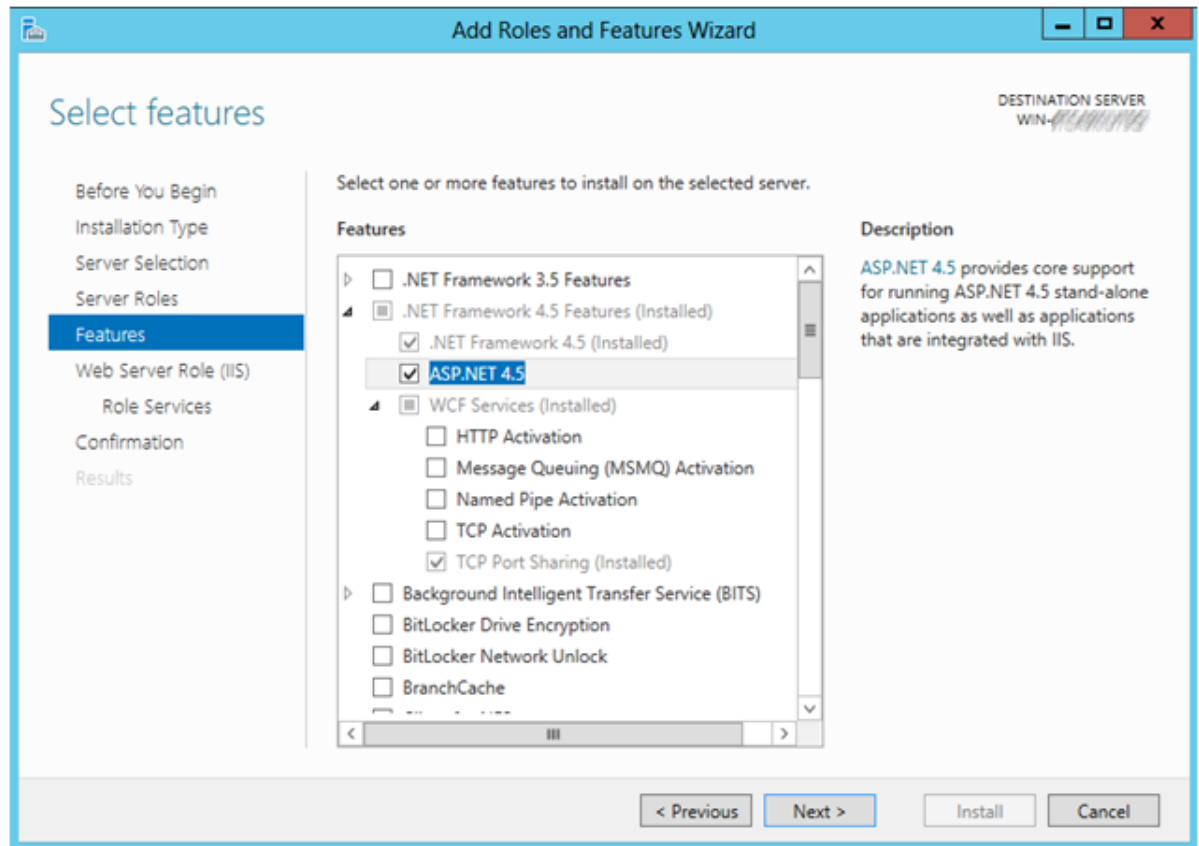 Add Roles and Features Wizard
Select features
DESTINATION SERVER
WIN-
Before You Begin
Installation Type
Server Selection
Server Roles
Features
Web Server Role (IIS)
Role Services
Confirmation
Results
Select one or more features to install on the selected server.
Features
.NET Framework 3.5 Features
.NET Framework 4.5 Features (Installed)
.NET Framework 4.5 (Installed)
ASP.NET 4.5
WCF Services (Installed)
HTTP Activation
Message Queuing (MSMQ) Activation
Named Pipe Activation
TCP Activation
TCP Port Sharing (Installed)
Background Intelligent Transfer Service (BITS)
BitLocker Drive Encryption
BitLocker Network Unlock
BranchCache
Description
ASP.NET 4.5 provides core support
for running ASP.NET 4.5 stand-alone
applications as well as applications
that are integrated with IIS.
< Previous
Next >
Install
Cancel